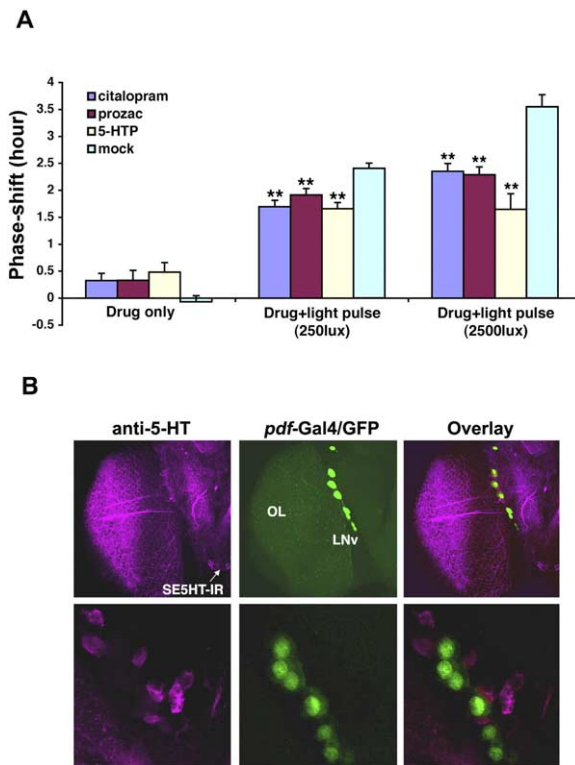 A
Phase-shift (hour)
4
3.5
3
2.5
2
1.5
1
0.5
0
-0.5
citalopram
prozac
5-HTP
mock
** ** **
** ** **
Drug only
Drug+light pulse
(250lux)
Drug+light pulse
(2500lux)
B
anti-5-HT
pdf-Gal4/GFP
Overlay
OL
LNv
SE5HT-IR